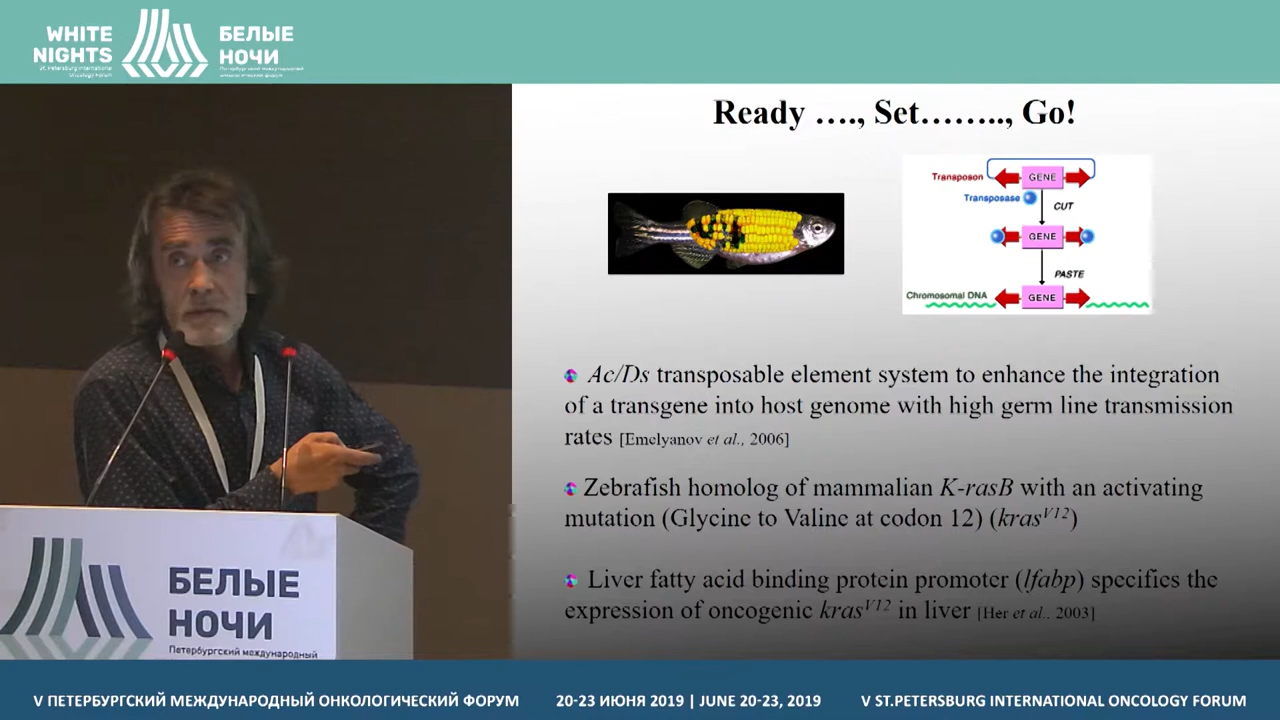 WHITE
NIGHTS
St. Petersburg International
Oncology Forum
БЕЛЫЕ
НОЧИ
Петербургский международный
онкологический форум
Ready …., Set…….., Go!
Transposon
GENE
Transposase
CUT
GENE
PASTE
Chromosomal DNA
GENE
Ac/Ds transposable element system to enhance the integration
of a transgene into host genome with high germ line transmission
rates [Emelyanov et al., 2006]
Zebrafish homolog of mammalian K-rasB with an activating
mutation (Glycine to Valine at codon 12) (krasV12)
Liver fatty acid binding protein promoter (lfabp) specifies the
expression of oncogenic krasV12 in liver [Her et al.. 2003]
БЕЛЫЕ
НОЧИ
Петербургский международный
V ПЕТЕРБУРГСКИЙ МЕЖДУНАРОДНЫЙ ОНКОЛОГИЧЕСКИЙ ФОРУМ
20-23 ИЮНЯ 2019 | JUNE 20-23, 2019
V ST.PETERSBURG INTERNATIONAL ONCOLOGY FORUM